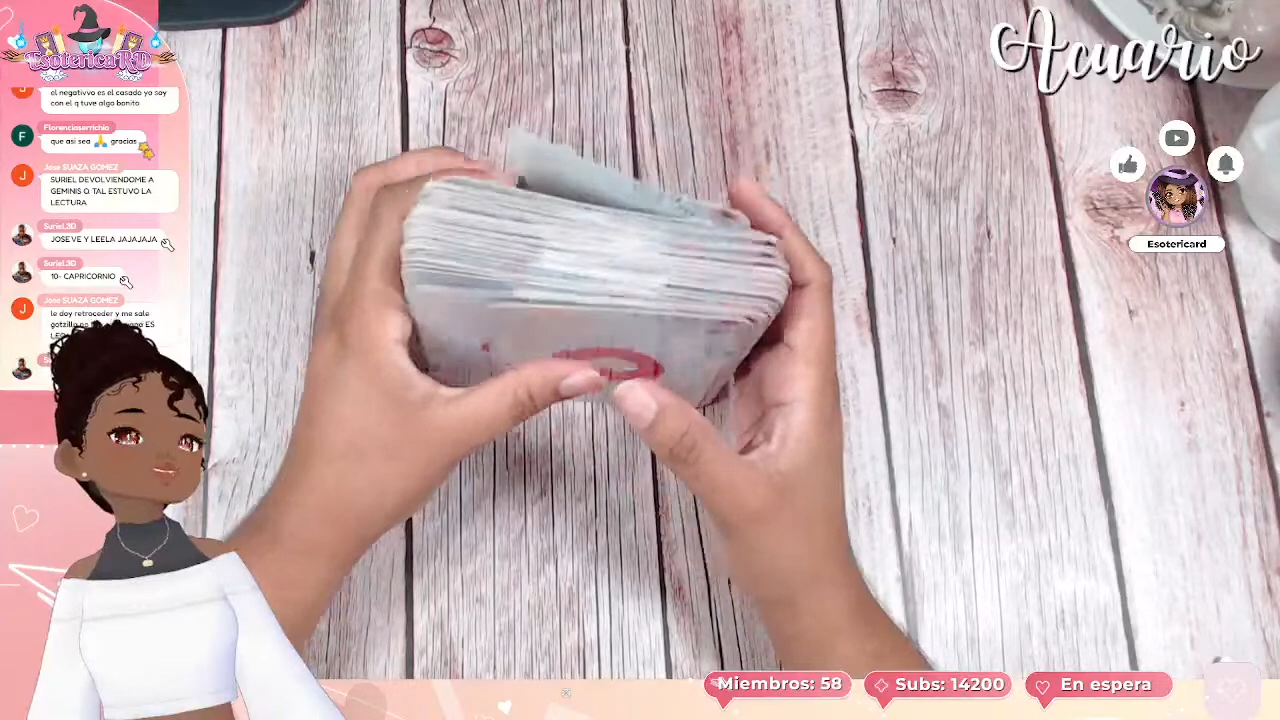 EsotericaRD
el negativvo es el casado yo soy
con el q tuve algo bonito
Florenciaerrichio
que asi sea 🙏 gracias
Jose SUAZA GOMEZ
SURIEL DEVOLVIENDOME A
GEMINIS Q TAL ESTUVO LA
LECTURA
Suriel.3D
JOSE VE Y LEELA JAJAJAJA
Suriel.3D
10- CAPRICORNIO
Jose SUAZA GOMEZ
le doy retroceder y me sale
Acuario
Esotericard
Miembros: 58
Subs: 14200
En espera